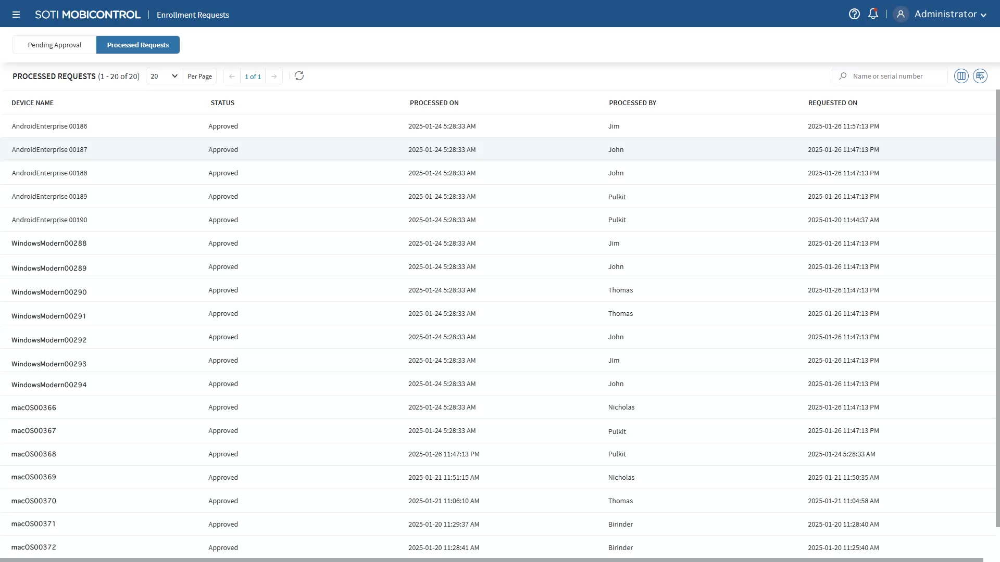 SOTI MOBICONTROL | Enrollment Requests Administrator
Pending Approval Processed Requests
PROCESSED REQUESTS (1 - 20 of 20) 20 Per Page 1 of 1 Name or serial number
DEVICE NAME STATUS PROCESSED ON PROCESSED BY REQUESTED ON
AndroidEnterprise 00186 Approved 2025-01-24 5:28:33 AM Jim 2025-01-26 11:57:13 PM
AndroidEnterprise 00187 Approved 2025-01-24 5:28:33 AM John 2025-01-26 11:47:13 PM
AndroidEnterprise 00188 Approved 2025-01-24 5:28:33 AM John 2025-01-26 11:47:13 PM
AndroidEnterprise 00189 Approved 2025-01-24 5:28:33 AM Pulkit 2025-01-26 11:47:13 PM
AndroidEnterprise 00190 Approved 2025-01-24 5:28:33 AM Pulkit 2025-01-20 11:44:37 AM
WindowsModern00288 Approved 2025-01-24 5:28:33 AM Jim 2025-01-26 11:47:13 PM
WindowsModern00289 Approved 2025-01-24 5:28:33 AM John 2025-01-26 11:47:13 PM
WindowsModern00290 Approved 2025-01-24 5:28:33 AM Thomas 2025-01-26 11:47:13 PM
WindowsModern00291 Approved 2025-01-24 5:28:33 AM Thomas 2025-01-26 11:47:13 PM
WindowsModern00292 Approved 2025-01-24 5:28:33 AM John 2025-01-26 11:47:13 PM
WindowsModern00293 Approved 2025-01-24 5:28:33 AM Jim 2025-01-26 11:47:13 PM
WindowsModern00294 Approved 2025-01-24 5:28:33 AM John 2025-01-26 11:47:13 PM
macOS00366 Approved 2025-01-24 5:28:33 AM Nicholas 2025-01-26 11:47:13 PM
macOS00367 Approved 2025-01-24 5:28:33 AM Pulkit 2025-01-26 11:47:13 PM
macOS00368 Approved 2025-01-26 11:47:13 PM Pulkit 2025-01-24 5:28:33 AM
macOS00369 Approved 2025-01-21 11:51:15 AM Nicholas 2025-01-21 11:50:35 AM
macOS00370 Approved 2025-01-21 11:06:10 AM Thomas 2025-01-21 11:04:58 AM
macOS00371 Approved 2025-01-20 11:29:37 AM Birinder 2025-01-20 11:28:40 AM
macOS00372 Approved 2025-01-20 11:28:41 AM Birinder 2025-01-20 11:25:40 AM